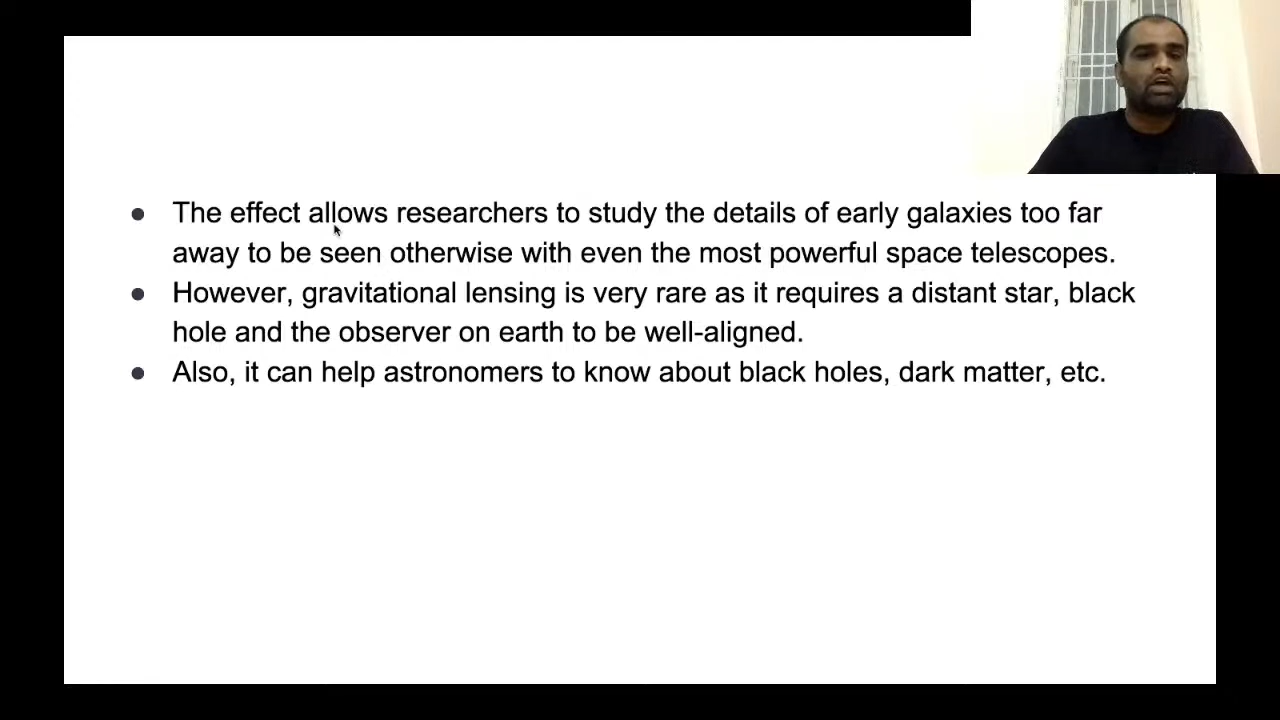 The effect allows researchers to study the details of early galaxies too far
away to be seen otherwise with even the most powerful space telescopes.
However, gravitational lensing is very rare as it requires a distant star, black
hole and the observer on earth to be well-aligned.
Also, it can help astronomers to know about black holes, dark matter, etc.